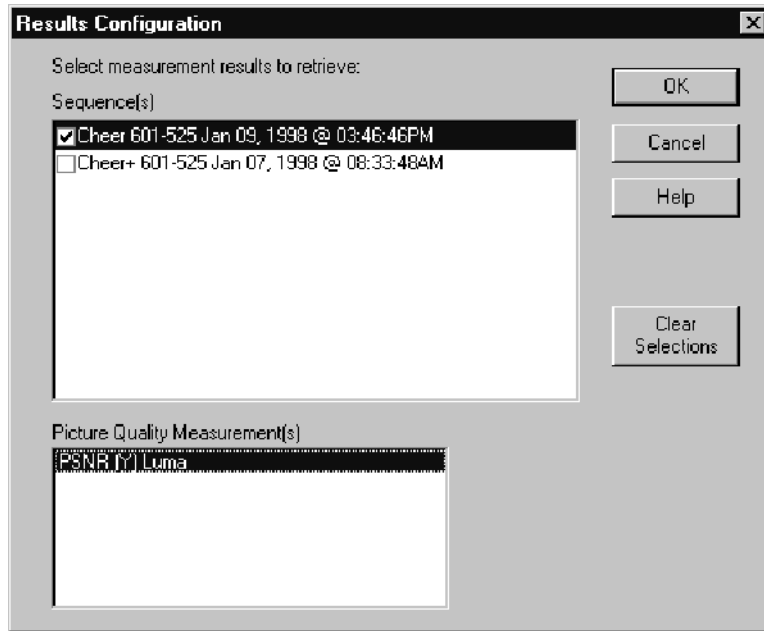 Results Configuration
Select measurement results to retrieve:
Sequence(s)
Cheer 601-525 Jan 09, 1998 @ 03:46:46PM
Cheer+ 601-525 Jan 07, 1998 @ 08:33:48AM
OK
Cancel
Help
Clear
Selections
Picture Quality Measurement(s)
PSNR (Y) Luma